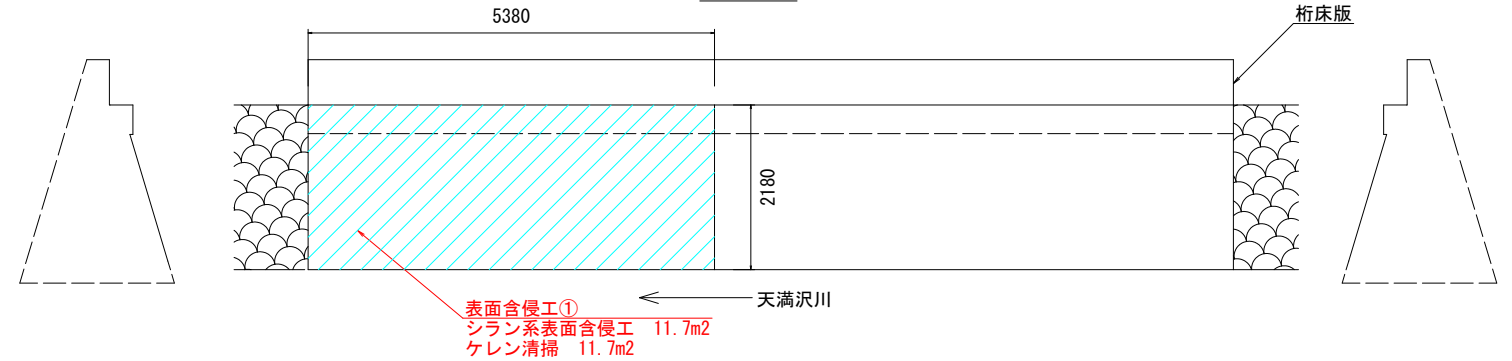 5380
桁床版
2180
天満沢川
表面含侵工①
シラン系表面含侵工 11.7m2
ケレン清掃 11.7m2